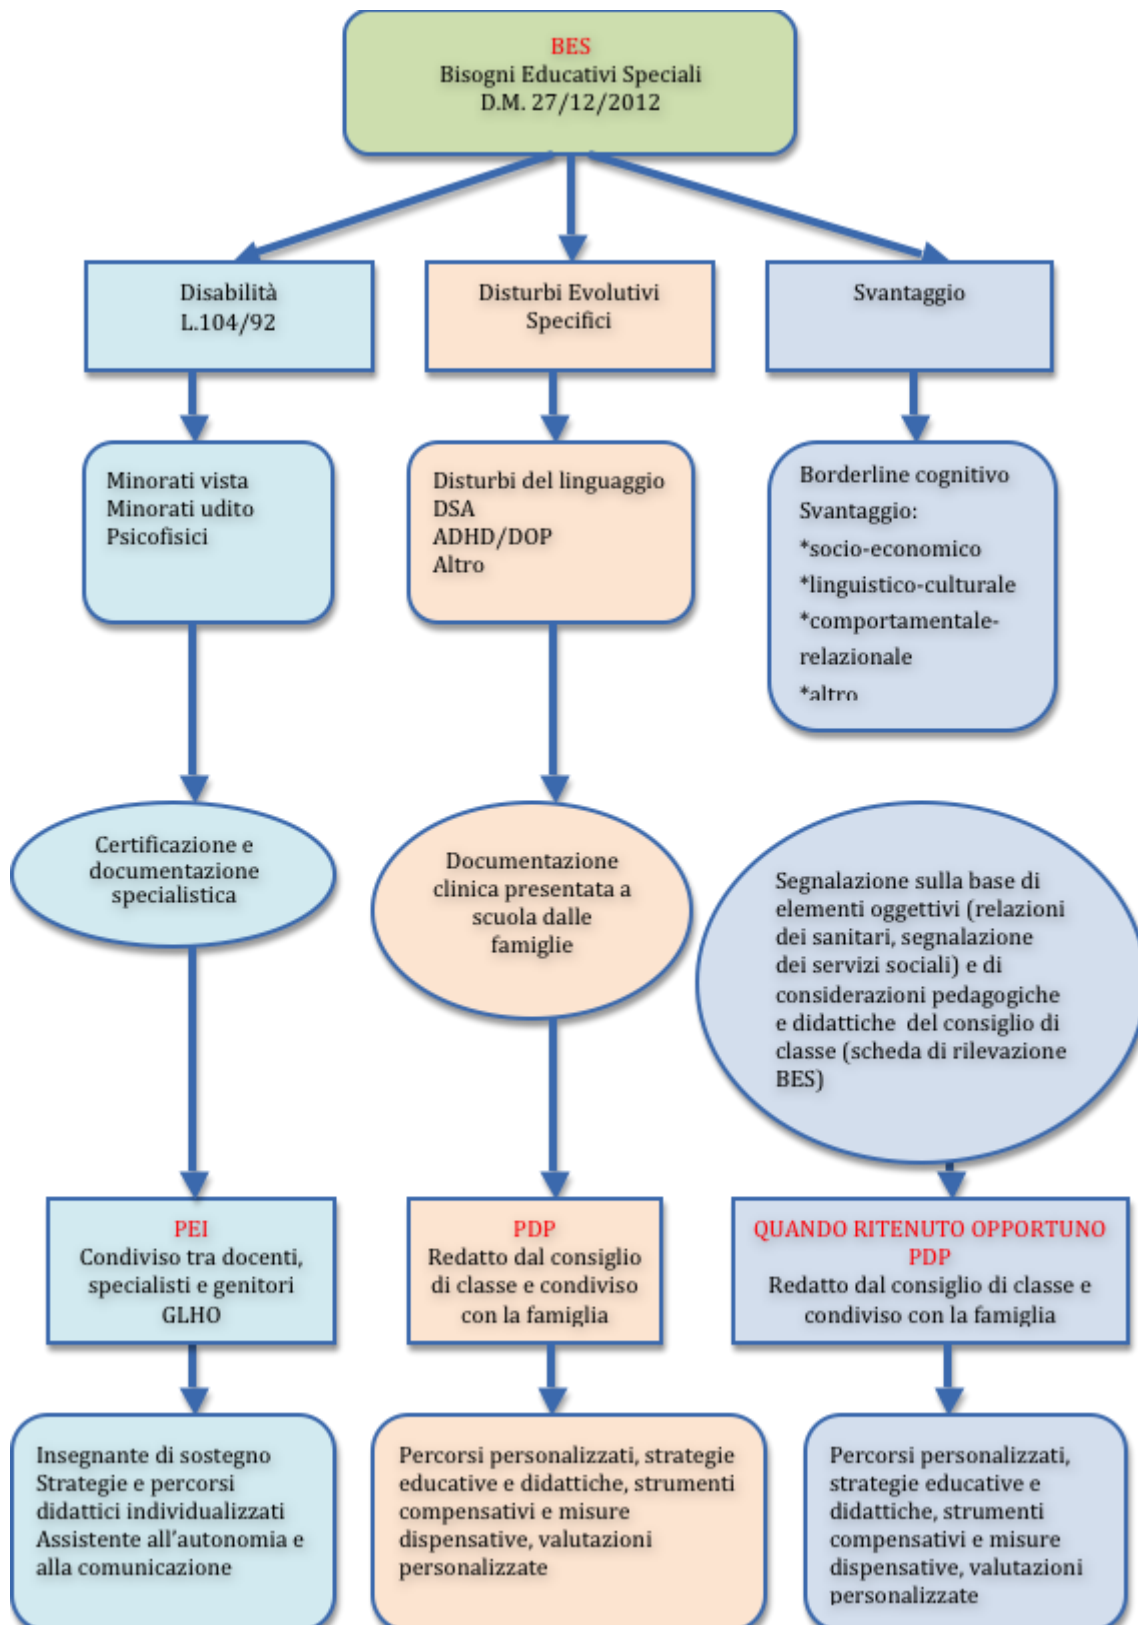 BES
Bisogni Educativi Speciali
D.M. 27/12/2012
Disabilità
L.104/92
Disturbi Evolutivi
Specifici
Svantaggio
Minorati vista
Minorati udito
Psicofisici
Disturbi del linguaggio
DSA
ADHD/DOP
Altro
Borderline cognitivo
Svantaggio:
*socio-economico
*linguistico-culturale
*comportamentale-
relazionale
*altro
Certificazione e
documentazione
specialistica
Documentazione
clinica presentata a
scuola dalle
famiglie
Segnalazione sulla base di
elementi oggettivi (relazioni
dei sanitari, segnalazione
dei servizi sociali) e di
considerazioni pedagogiche
e didattiche del consiglio di
classe (scheda di rilevazione
BES)
PEI
Condiviso tra docenti,
specialisti e genitori
GLHO
PDP
Redatto dal consiglio
di classe e condiviso
con la famiglia
QUANDO RITENUTO OPPORTUNO
PDP
Redatto dal consiglio di classe e
condiviso con la famiglia
Insegnante di sostegno
Strategie e percorsi
didattici individualizzati
Assistente all'autonomia e
alla comunicazione
Percorsi personalizzati, strategie
educative e didattiche, strumenti
compensativi e misure
dispensative, valutazioni
personalizzate
Percorsi personalizzati,
strategie educative e
didattiche, strumenti
compensativi e misure
dispensative, valutazioni
personalizzate